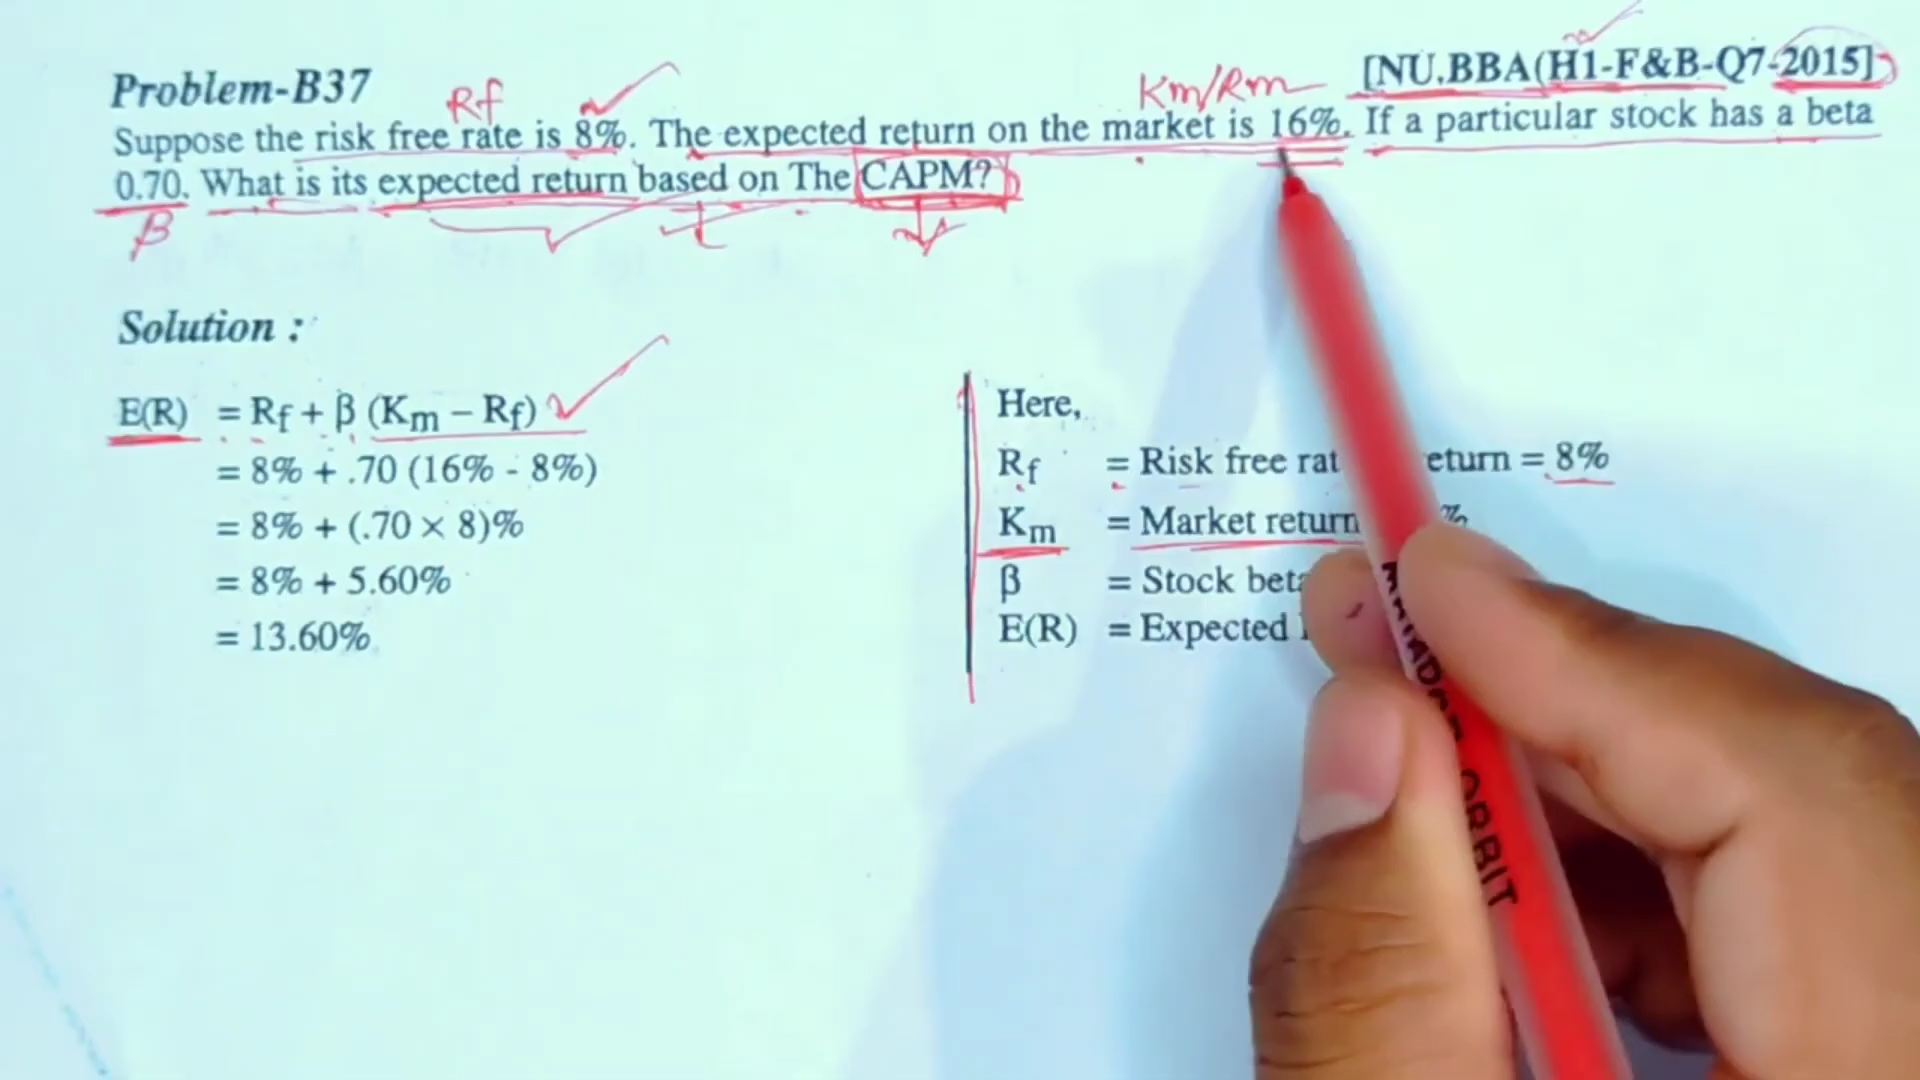 [NU.BBA(H1-F&B-Q7-2015]
Problem-B37
Rf
Km/Rm
Suppose the risk free rate is 8%. The expected return on the market is 16%. If a particular stock has a beta
0.70. What is its expected return based on The CAPM?
β
Solution :
E(R) = Rf + β (Km – Rf)
= 8% + .70 (16% - 8%)
= 8% + (.70 × 8)%
= 8% + 5.60%
= 13.60%
Here,
Rf = Risk free eturn = 8%
Km = Market return %
β = Stock
E(R) = Expected
MATADOR ORBIT